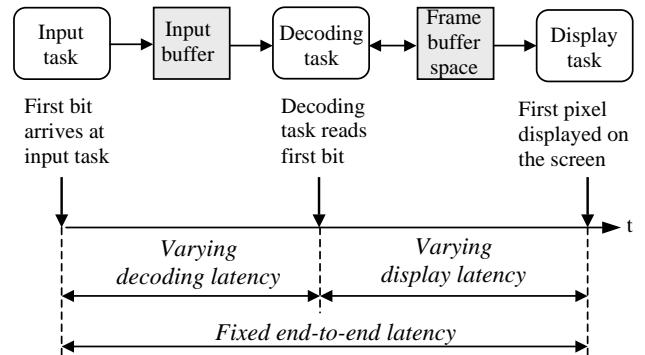 Input
task
Input
buffer
Decoding
task
Frame
buffer
space
Display
task
First bit
arrives at
input task
Decoding
task reads
first bit
First pixel
displayed on
the screen
t
Varying
decoding latency
Varying
display latency
Fixed end-to-end latency